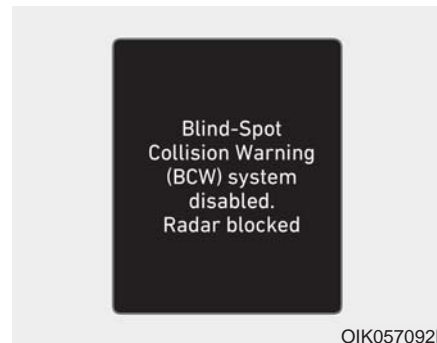 Blind-Spot
Collision Warning
(BCW) system
disabled.
Radar blocked
OIK057092